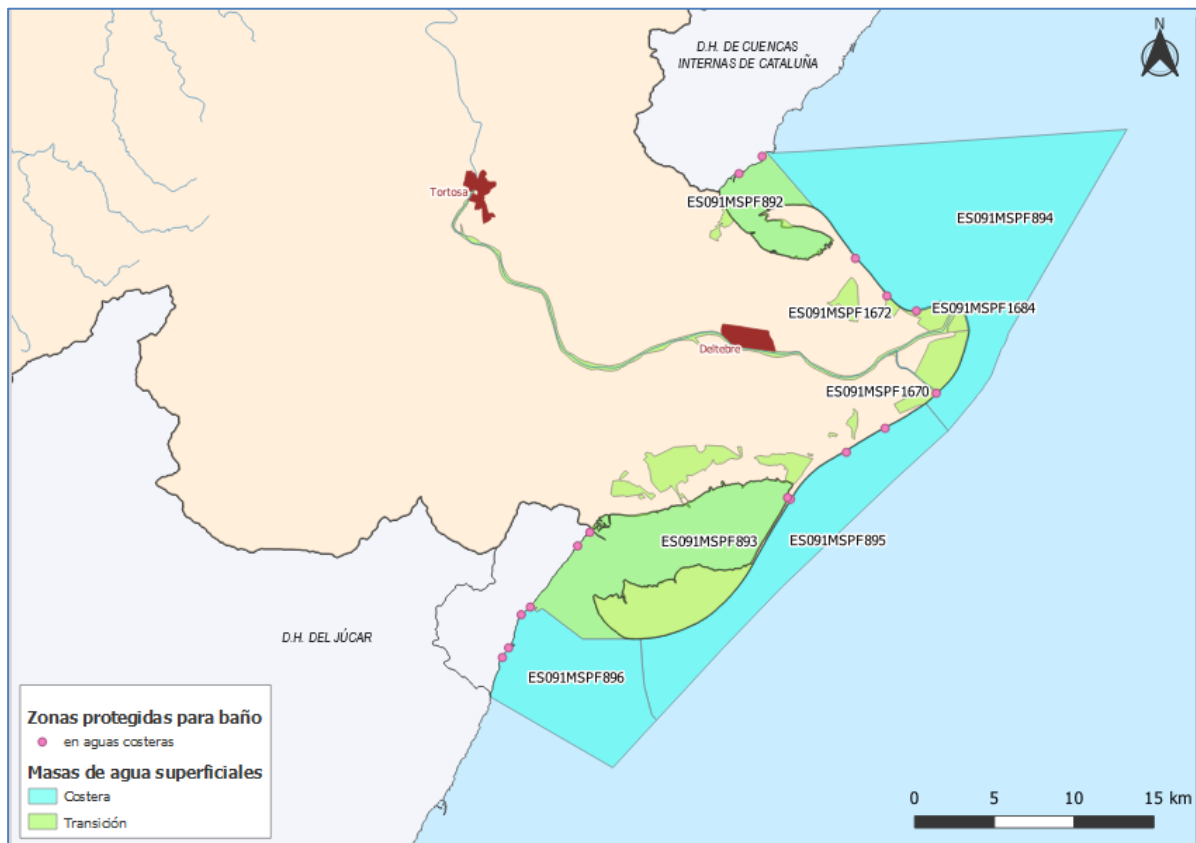 D.H. DE CUENCAS
INTERNAS DE CATALUÑA
N
Tortosa
ES091MSPF892
ES091MSPF894
ES091MSPF1672
ES091MSPF1684
Deltebre
ES091MSPF1670
ES091MSPF893
ES091MSPF895
D.H. DEL JÚCAR
ES091MSPF896
Zonas protegidas para baño
en aguas costeras
Masas de agua superficiales
Costera
Transición
0 5 10 15 km